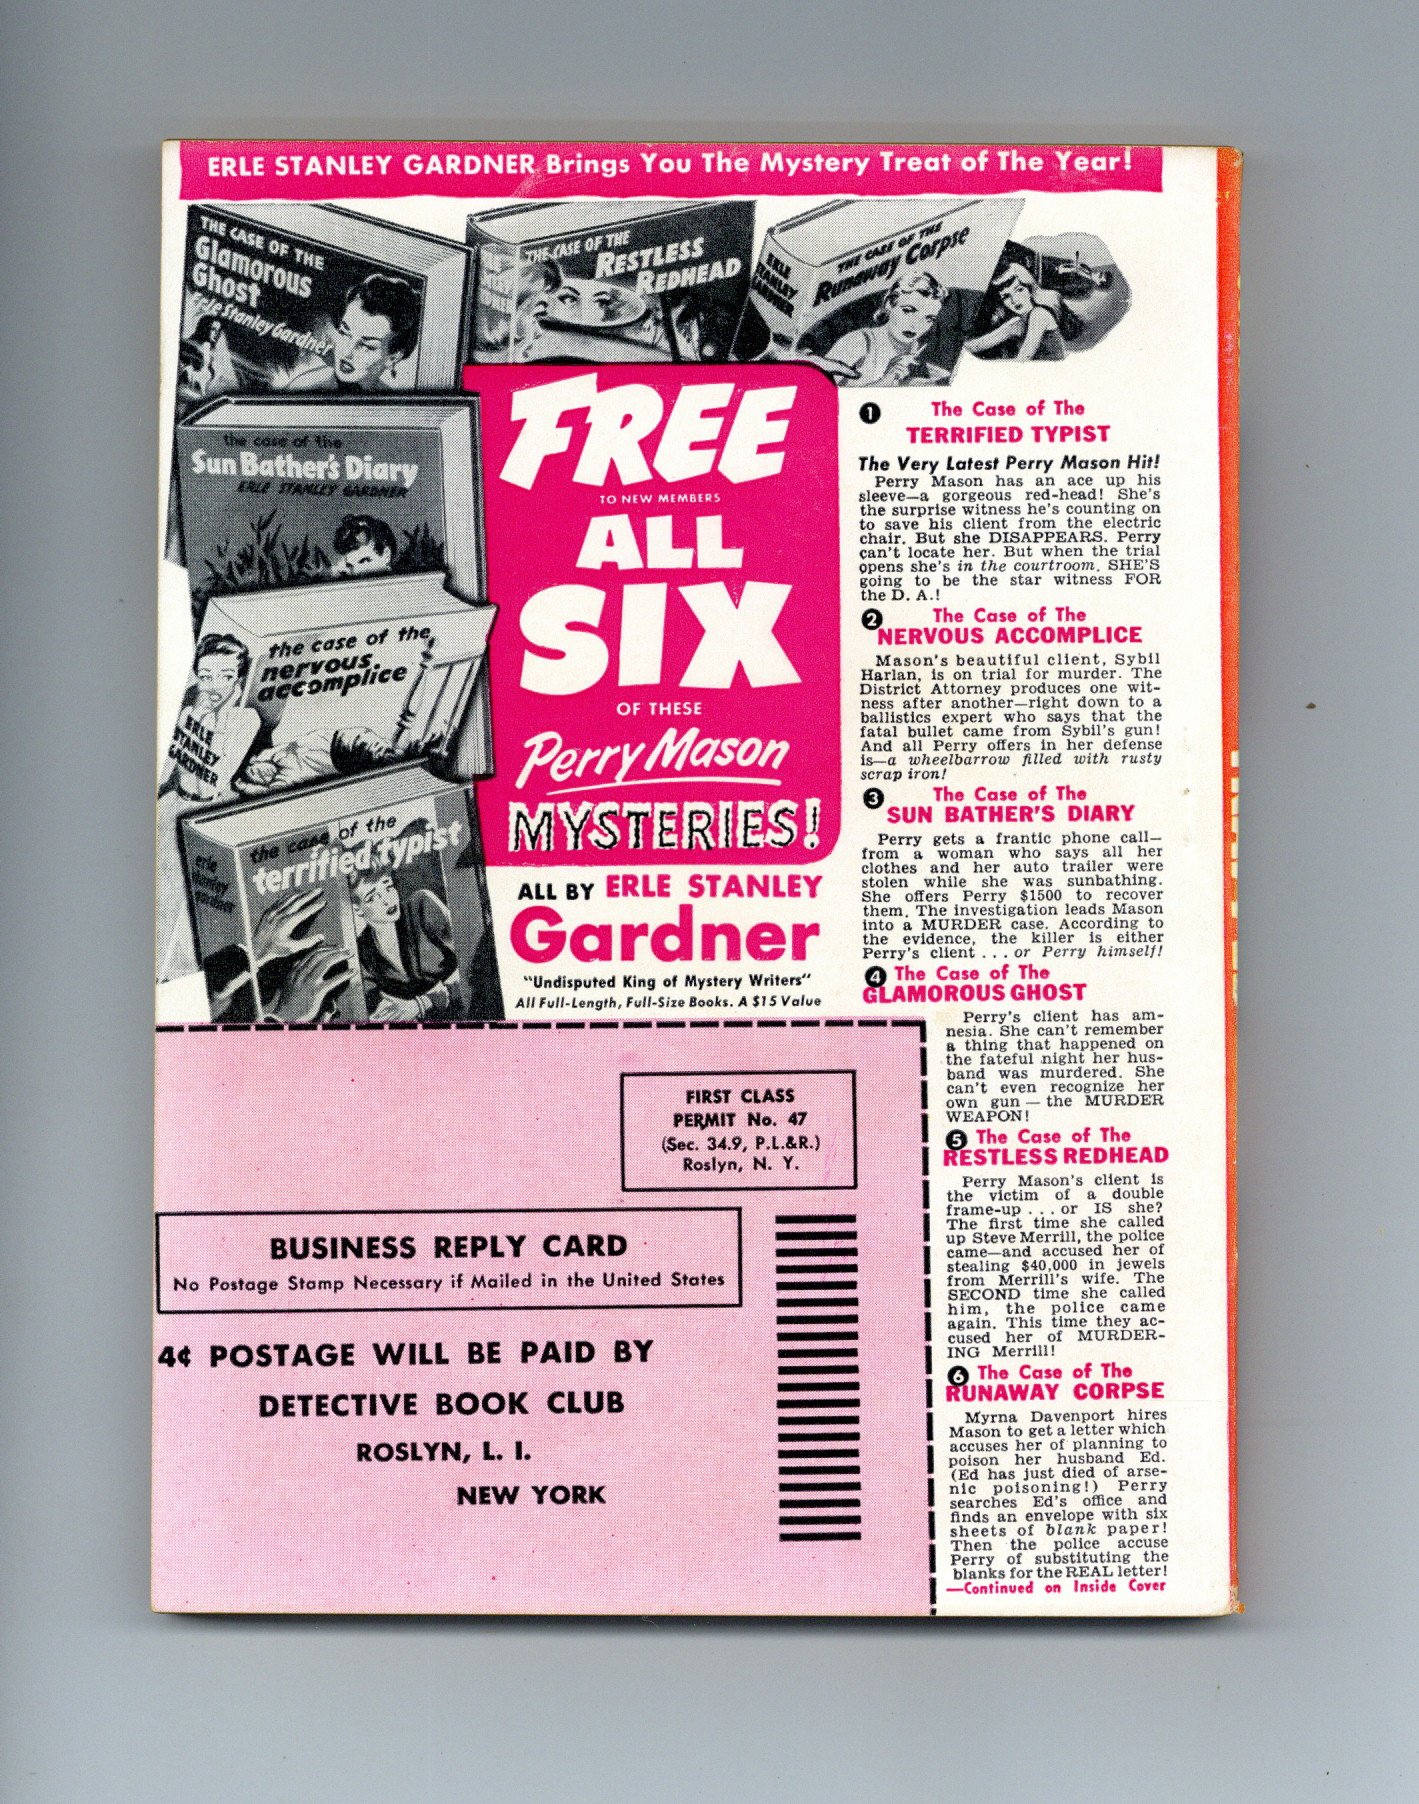 ERLE STANLEY GARDNER Brings You The Mystery Treat of The Year!
THE CASE OF THE
Glamorous
Ghost
Erle Stanley Gardner
THE CASE OF THE
RESTLESS
REDHEAD
THE CASE OF THE
Runaway Corpse
ERLE
STANLEY
GARDNER
the case of the
Sun Bather's Diary
ERLE STANLEY GARDNER
the case of the
nervous
accomplice
ERLE
STANLEY
GARDNER
the case of the
terrified typist
erle
stanley
gardner
FREE
TO NEW MEMBERS
ALL
SIX
OF THESE
Perry Mason
MYSTERIES!
ALL BY ERLE STANLEY
Gardner
"Undisputed King of Mystery Writers"
All Full-Length, Full-Size Books. A $15 Value
1 The Case of The
TERRIFIED TYPIST
The Very Latest Perry Mason Hit!
Perry Mason has an ace up his
sleeve—a gorgeous red-head! She's
the surprise witness he's counting on
to save his client from the electric
chair. But she DISAPPEARS. Perry
can't locate her. But when the trial
opens she's in the courtroom. SHE'S
going to be the star witness FOR
the D. A.!
2 The Case of The
NERVOUS ACCOMPLICE
Mason's beautiful client, Sybil
Harlan, is on trial for murder. The
District Attorney produces one wit-
ness after another—right down to a
ballistics expert who says that the
fatal bullet came from Sybil's gun!
And all Perry offers in her defense
is—a wheelbarrow filled with rusty
scrap iron!
3 The Case of The
SUN BATHER'S DIARY
Perry gets a frantic phone call—
from a woman who says all her
clothes and her auto trailer were
stolen while she was sunbathing.
She offers Perry $1500 to recover
them. The investigation leads Mason
into a MURDER case. According to
the evidence, the killer is either
Perry's client . . . or Perry himself!
4 The Case of The
GLAMOROUS GHOST
Perry's client has am-
nesia. She can't remember
a thing that happened on
the fateful night her hus-
band was murdered. She
can't even recognize her
own gun — the MURDER
WEAPON!
5 The Case of The
RESTLESS REDHEAD
Perry Mason's client is
the victim of a double
frame-up . . . or IS she?
The first time she called
up Steve Merrill, the police
came—and accused her of
stealing $40,000 in jewels
from Merrill's wife. The
SECOND time she called
him, the police came
again. This time they ac-
cused her of MURDER-
ING Merrill!
6 The Case of The
RUNAWAY CORPSE
Myrna Davenport hires
Mason to get a letter which
accuses her of planning to
poison her husband Ed.
(Ed has just died of arse-
nic poisoning!) Perry
searches Ed's office and
finds an envelope with six
sheets of blank paper!
Then the police accuse
Perry of substituting the
blanks for the REAL letter!
—Continued on Inside Cover
FIRST CLASS
PERMIT No. 47
(Sec. 34.9, P.L.&R.)
Roslyn, N. Y.
BUSINESS REPLY CARD
No Postage Stamp Necessary if Mailed in the United States
4¢ POSTAGE WILL BE PAID BY
DETECTIVE BOOK CLUB
ROSLYN, L. I.
NEW YORK